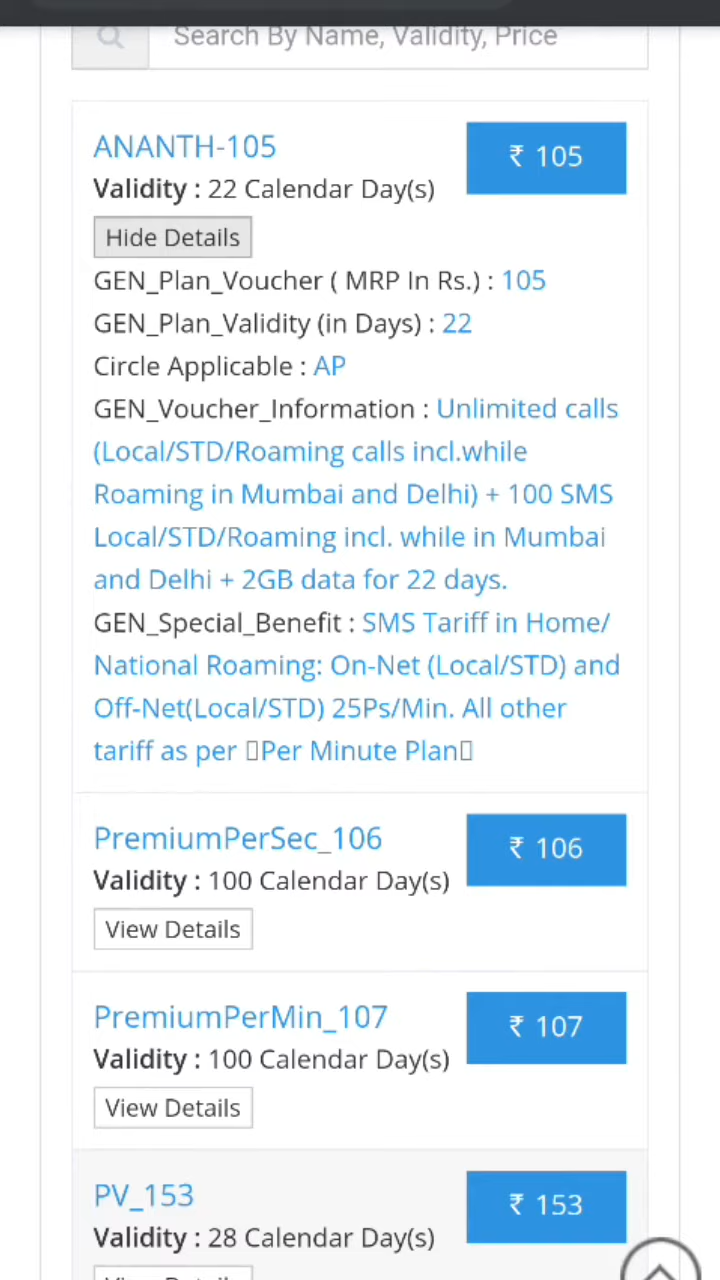 Search By Name, Validity, Price
ANANTH-105
₹ 105
Validity : 22 Calendar Day(s)
Hide Details
GEN_Plan_Voucher ( MRP In Rs.) : 105
GEN_Plan_Validity (in Days) : 22
Circle Applicable : AP
GEN_Voucher_Information : Unlimited calls
(Local/STD/Roaming calls incl.while
Roaming in Mumbai and Delhi) + 100 SMS
Local/STD/Roaming incl. while in Mumbai
and Delhi + 2GB data for 22 days.
GEN_Special_Benefit : SMS Tariff in Home/
National Roaming: On-Net (Local/STD) and
Off-Net(Local/STD) 25Ps/Min. All other
tariff as per ▯Per Minute Plan▯
PremiumPerSec_106
₹ 106
Validity : 100 Calendar Day(s)
View Details
PremiumPerMin_107
₹ 107
Validity : 100 Calendar Day(s)
View Details
PV_153
₹ 153
Validity : 28 Calendar Day(s)
View Details